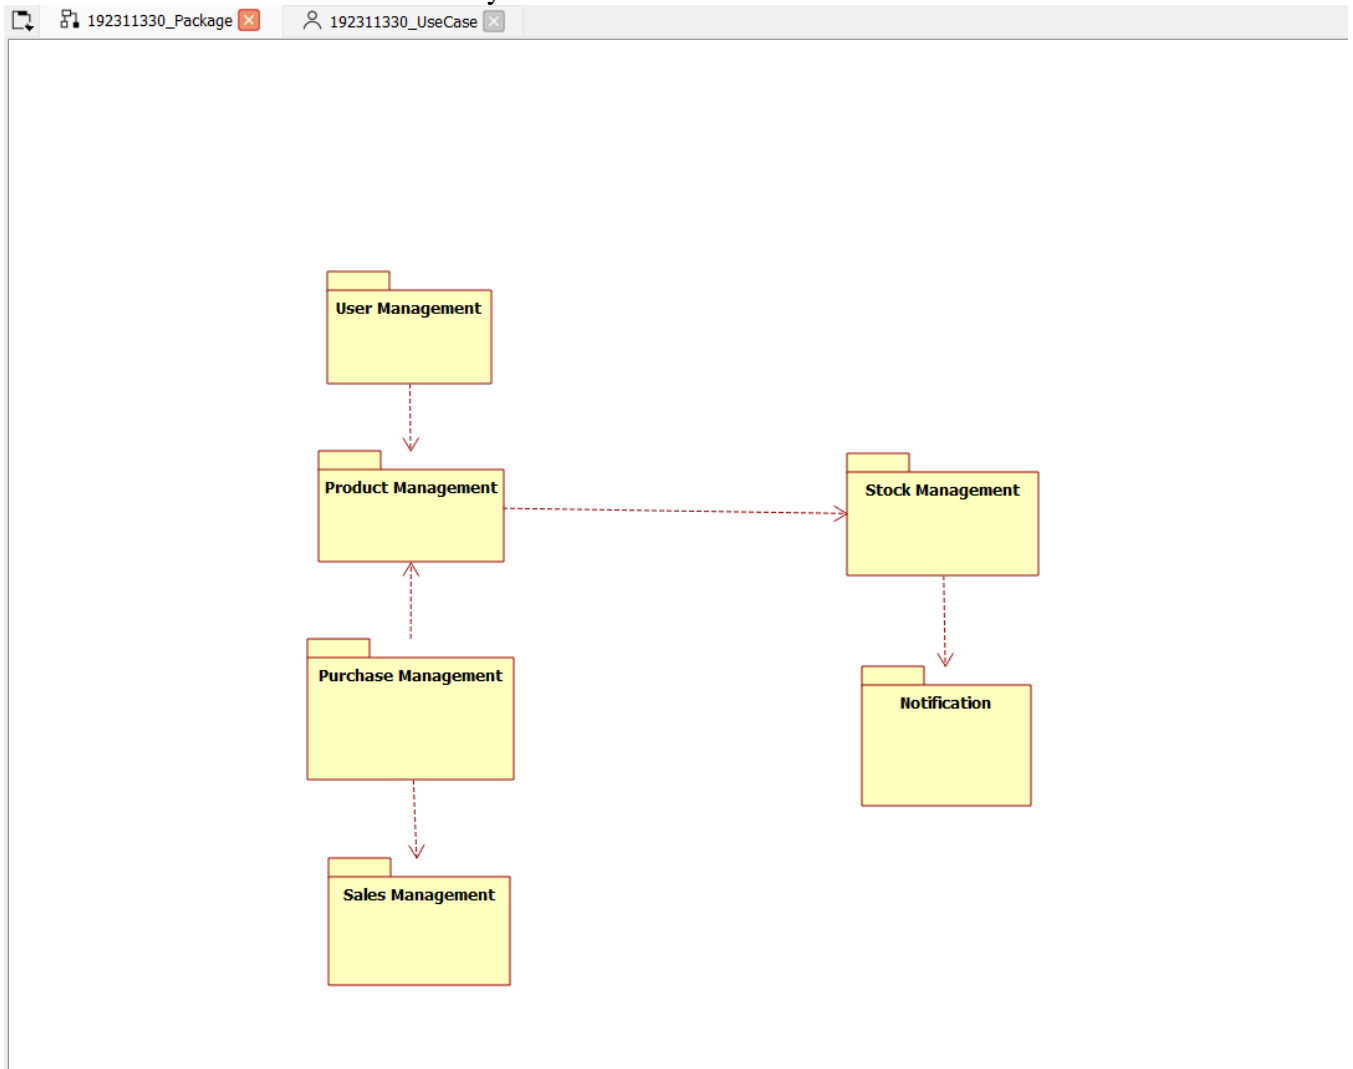 192311330_Package
192311330_UseCase
User Management
Product Management
Stock Management
Purchase Management
Notification
Sales Management